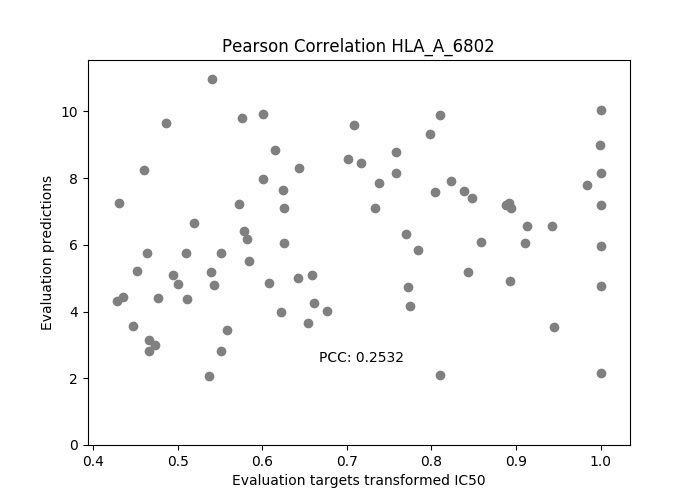 Pearson Correlation HLA_A_6802
10
8
6
4
2
0
Evaluation predictions
PCC: 0.2532
0.4 0.5 0.6 0.7 0.8 0.9 1.0
Evaluation targets transformed IC50